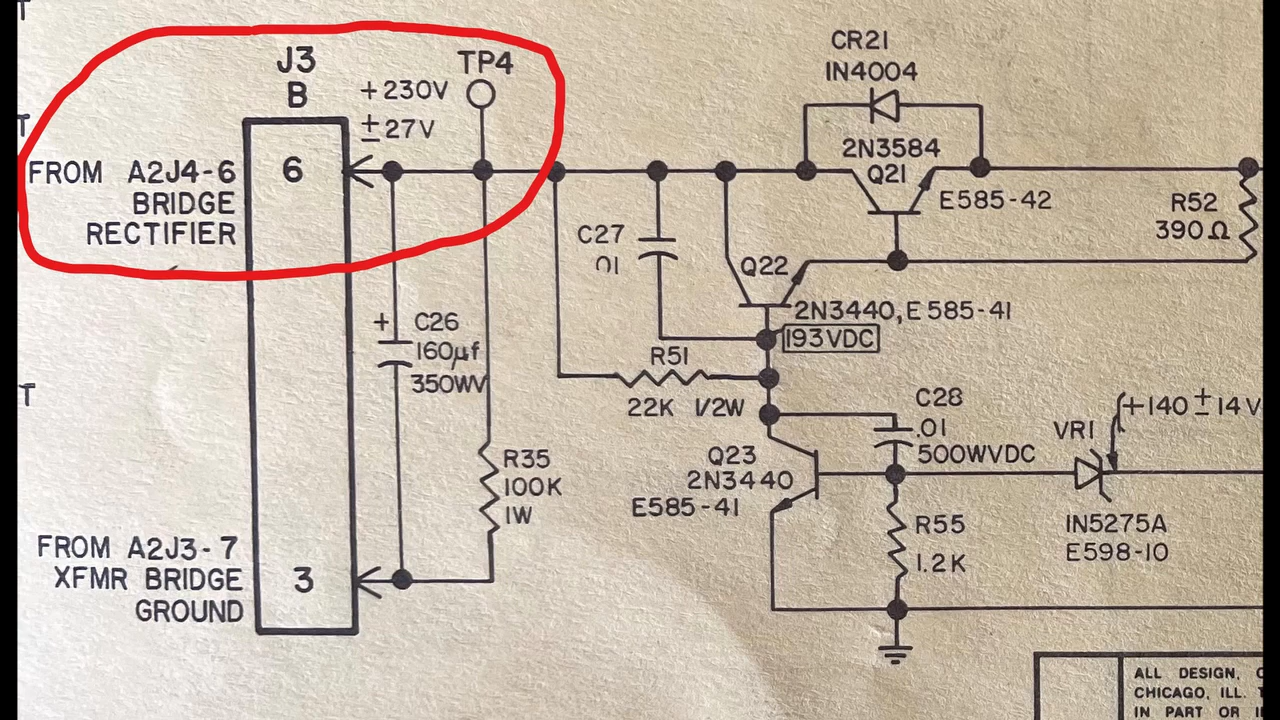 T
J3
B
TP4
+230V
±27V
T
FROM A2J4-6
BRIDGE
RECTIFIER
6
CR21
IN4004
2N3584
Q21
E585-42
R52
390Ω
C27
.01
Q22
2N3440, E585-41
193VDC
+
C26
160µf
350WV
R51
22K 1/2W
T
C28
.01
500WVDC
+140 ±14V
VR1
Q23
2N3440
E585-41
R35
100K
1W
R55
1.2K
IN5275A
E598-10
FROM A2J3-7
XFMR BRIDGE
GROUND
3
ALL DESIGN,
CHICAGO, ILL.
IN PART OR